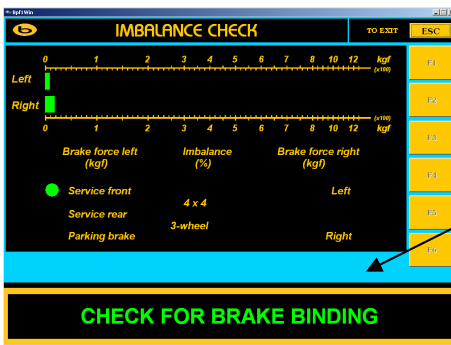 Bpf1Win
b IMBALANCE CHECK TO EXIT ESC
0 1 2 3 4 5 6 7 8 10 12 kgf
(x100)
Left
Right
(x100)
0 1 2 3 4 5 6 7 8 10 12 kgf
Brake force left Imbalance Brake force right
(kgf) (%) (kgf)
Service front Left
4 x 4
Service rear
3-wheel
Parking brake Right
F1
F2
F3
F4
F5
F6
CHECK FOR BRAKE BINDING